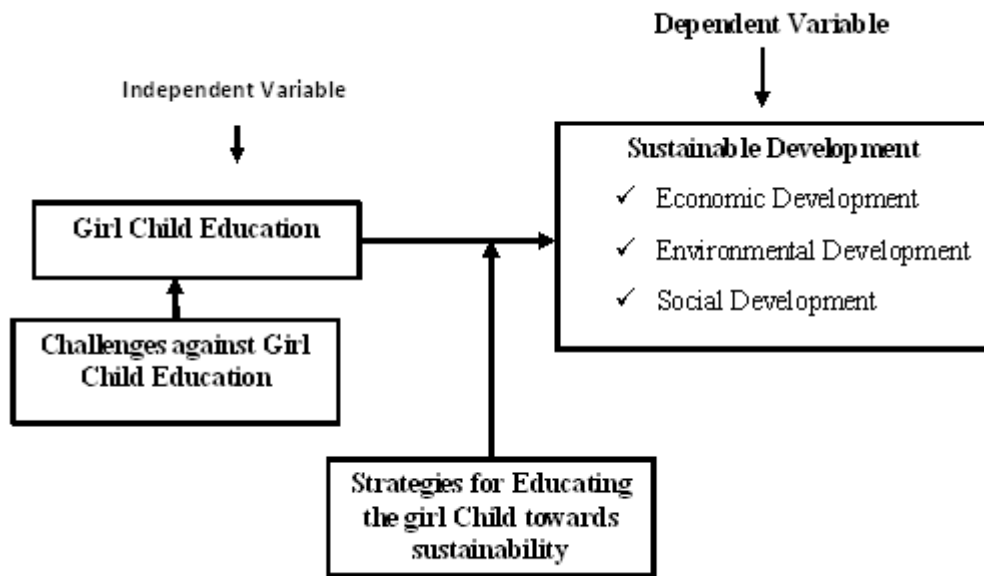 Dependent Variable
Independent Variable
Sustainable Development
✓ Economic Development
✓ Environmental Development
✓ Social Development
Girl Child Education
Challenges against Girl
Child Education
Strategies for Educating
the girl Child towards
sustainability